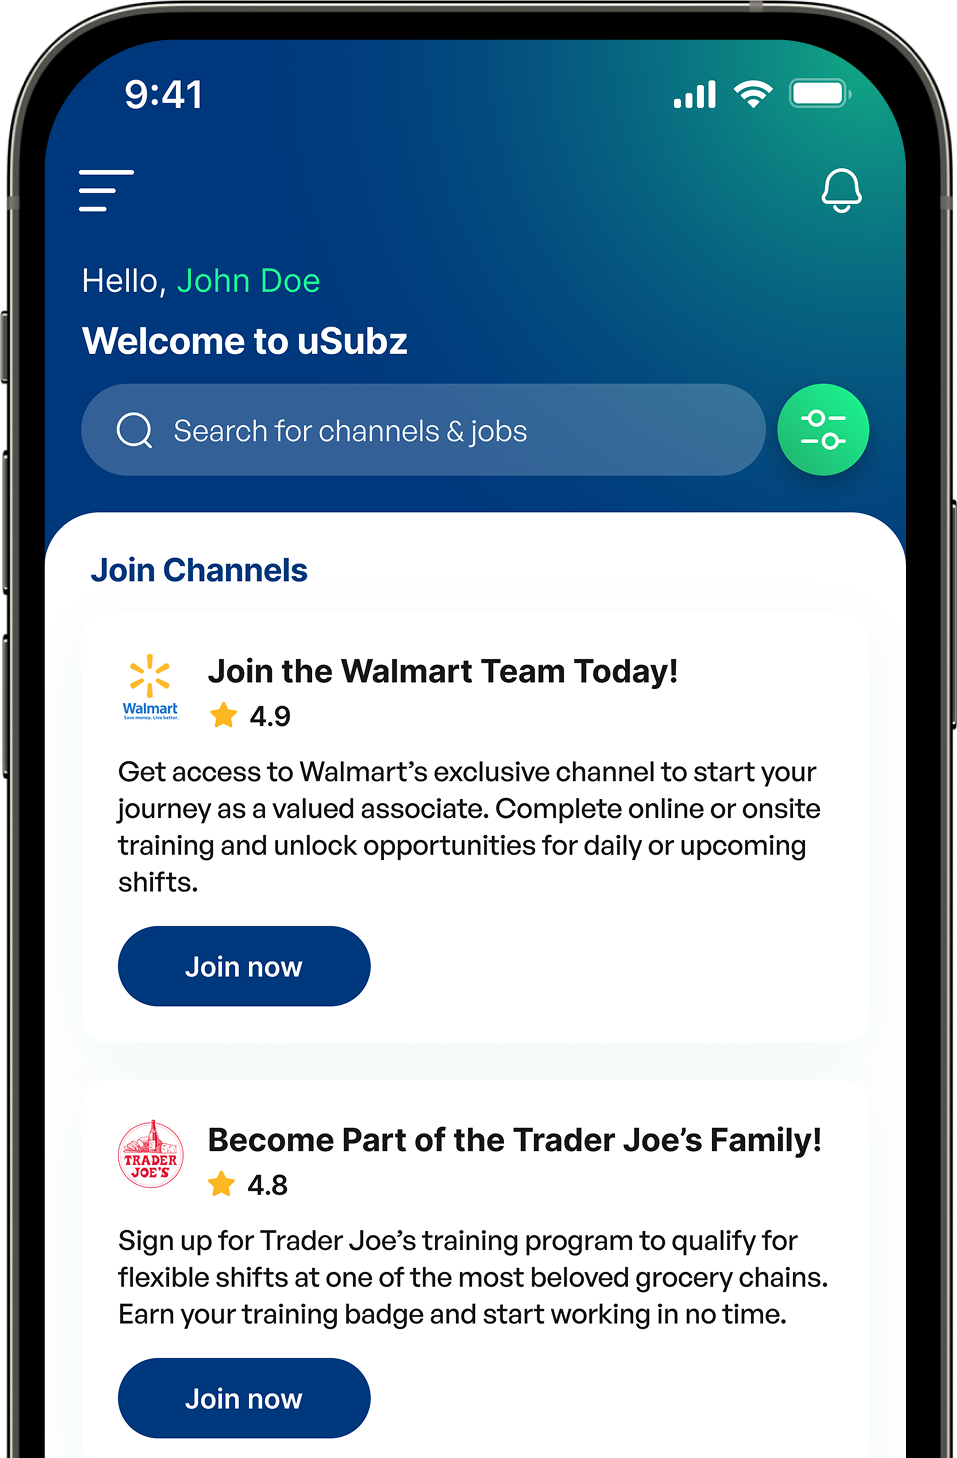 9:41
Hello, John Doe
Welcome to uSubz
Search for channels & jobs
Join Channels
Walmart
Save money. Live better.
Join the Walmart Team Today!
4.9
Get access to Walmart’s exclusive channel to start your
journey as a valued associate. Complete online or onsite
training and unlock opportunities for daily or upcoming
shifts.
Join now
TRADER
JOE'S
Become Part of the Trader Joe’s Family!
4.8
Sign up for Trader Joe’s training program to qualify for
flexible shifts at one of the most beloved grocery chains.
Earn your training badge and start working in no time.
Join now